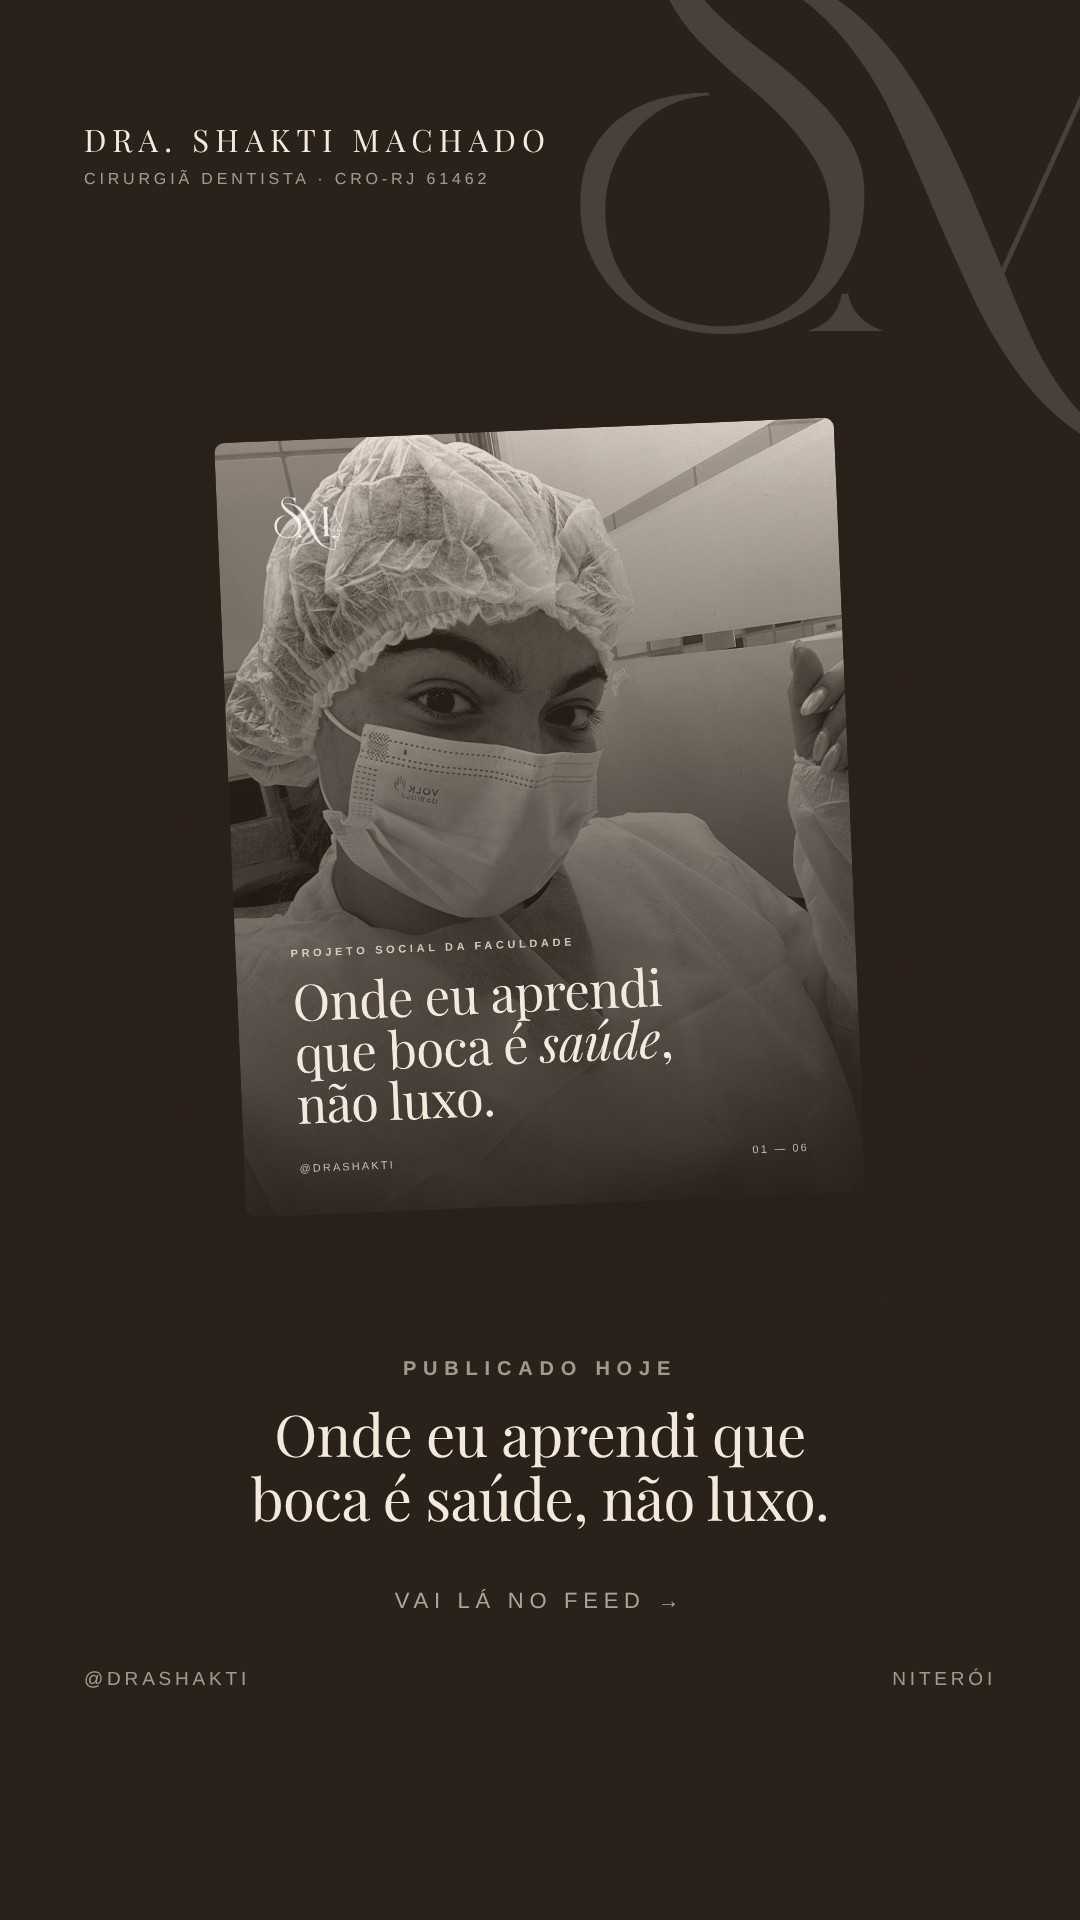 DRA. SHAKTI MACHADO
CIRURGIÃ DENTISTA · CRO-RJ 61462
SM
PROJETO SOCIAL DA FACULDADE
Onde eu aprendi
que boca é saúde,
não luxo.
@DRASHAKTI
01 — 06
PUBLICADO HOJE
Onde eu aprendi que
boca é saúde, não luxo.
VAI LÁ NO FEED →
@DRASHAKTI
NITERÓI